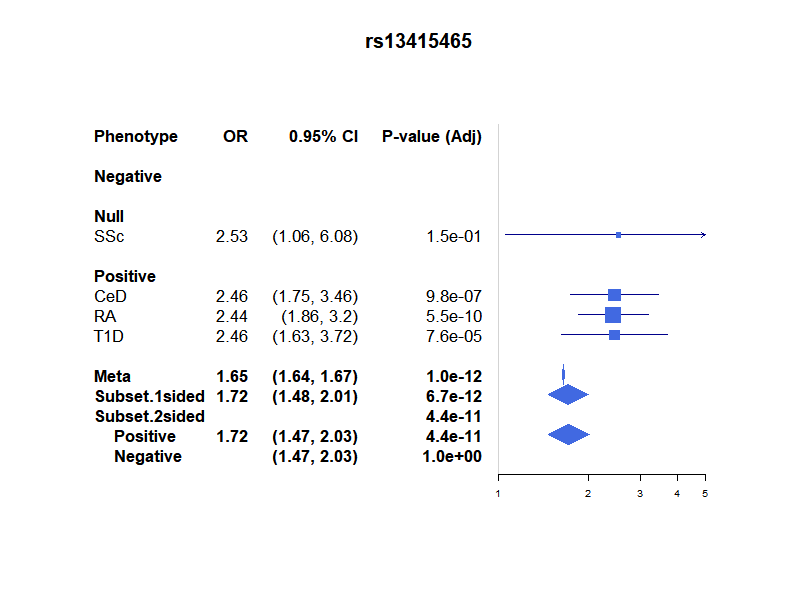 rs13415465
Phenotype OR 0.95% CI P-value (Adj)
Negative
Null
SSc 2.53 (1.06, 6.08) 1.5e-01
Positive
CeD 2.46 (1.75, 3.46) 9.8e-07
RA 2.44 (1.86, 3.2) 5.5e-10
T1D 2.46 (1.63, 3.72) 7.6e-05
Meta 1.65 (1.64, 1.67) 1.0e-12
Subset.1sided 1.72 (1.48, 2.01) 6.7e-12
Subset.2sided 4.4e-11
Positive 1.72 (1.47, 2.03) 4.4e-11
Negative (1.47, 2.03) 1.0e+00
1 2 3 4 5